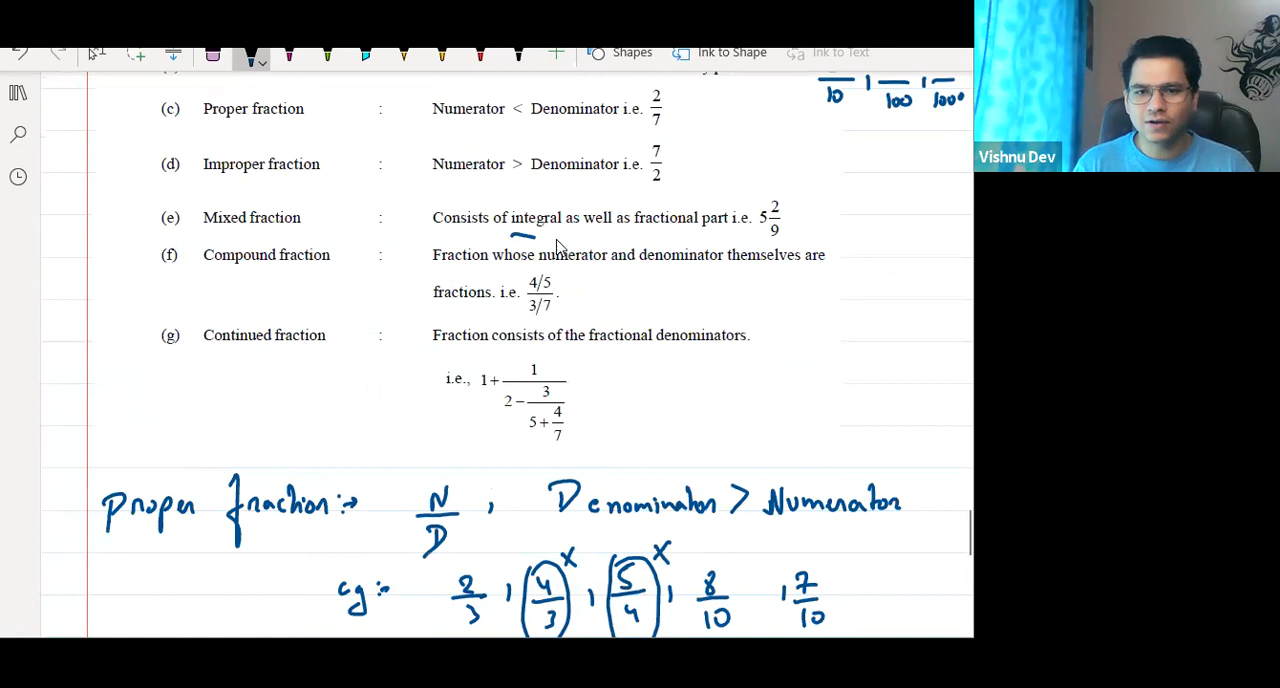 Shapes Ink to Shape Ink to Text
10 , 100 , 1000
(c) Proper fraction : Numerator < Denominator i.e. 2/7
(d) Improper fraction : Numerator > Denominator i.e. 7/2
Vishnu Dev
(e) Mixed fraction : Consists of integral as well as fractional part i.e. 5 2/9
(f) Compound fraction : Fraction whose numerator and denominator themselves are
fractions. i.e. 4/5 / 3/7 .
(g) Continued fraction : Fraction consists of the fractional denominators.
i.e., 1 + 1 / (2 − 3 / (5 + 4/7))
Proper fraction :→ N/D , Denominator > Numerator
eg :- 2/3 , (4/3) x , (5/4) x , 8/10 , 7/10